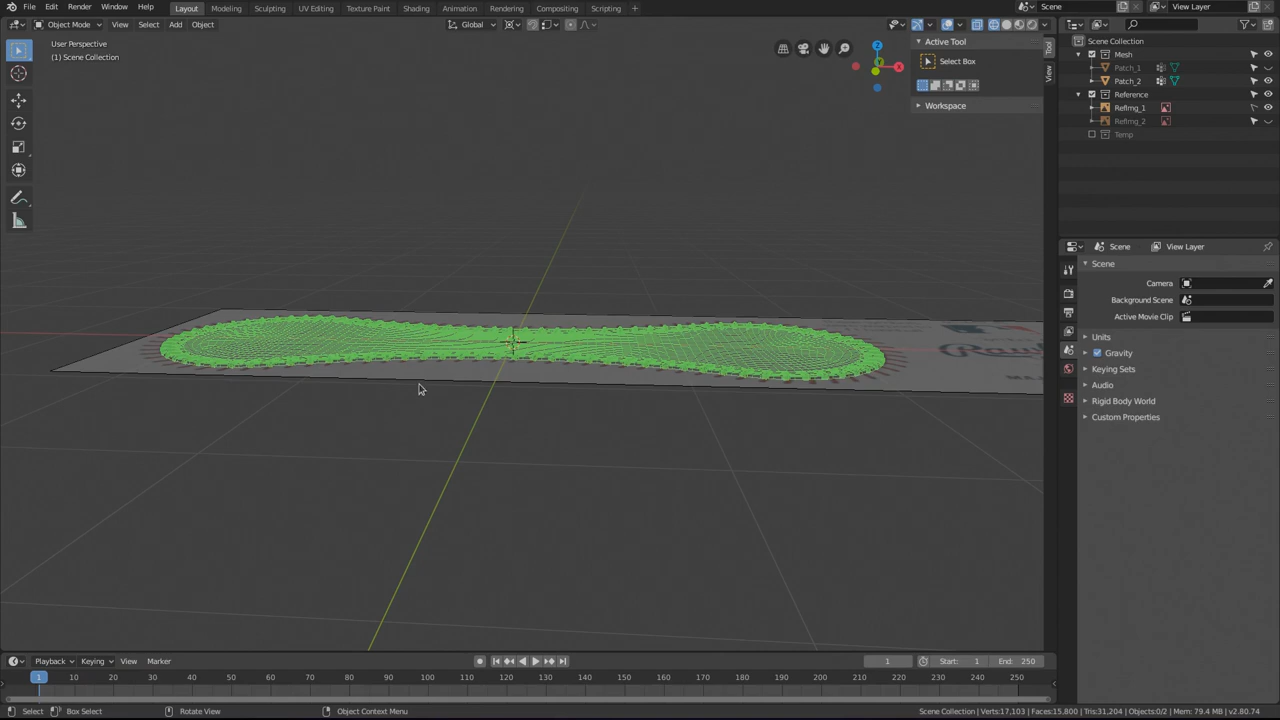 File Edit Render Window Help Layout Modeling Sculpting UV Editing Texture Paint Shading Animation Rendering Compositing Scripting + Scene View Layer
Object Mode View Select Add Object Global
User Perspective
(1) Scene Collection
Active Tool
Select Box
Workspace
Tool
View
Scene Collection
Mesh
Patch_1
Patch_2
Reference
RefImg_1
RefImg_2
Temp
Scene View Layer
Scene
Camera
Background Scene
Active Movie Clip
Units
Gravity
Keying Sets
Audio
Rigid Body World
Custom Properties
Z
X
Y
Playback Keying View Marker 1 Start: 1 End: 250
1 10 20 30 40 50 60 70 80 90 100 110 120 130 140 150 160 170 180 190 200 210 220 230 240 250
Select Box Select Rotate View Object Context Menu Scene Collection | Verts:17,103 | Faces:15,800 | Tris:31,204 | Objects:0/2 | Mem: 79.4 MB | v2.80.74